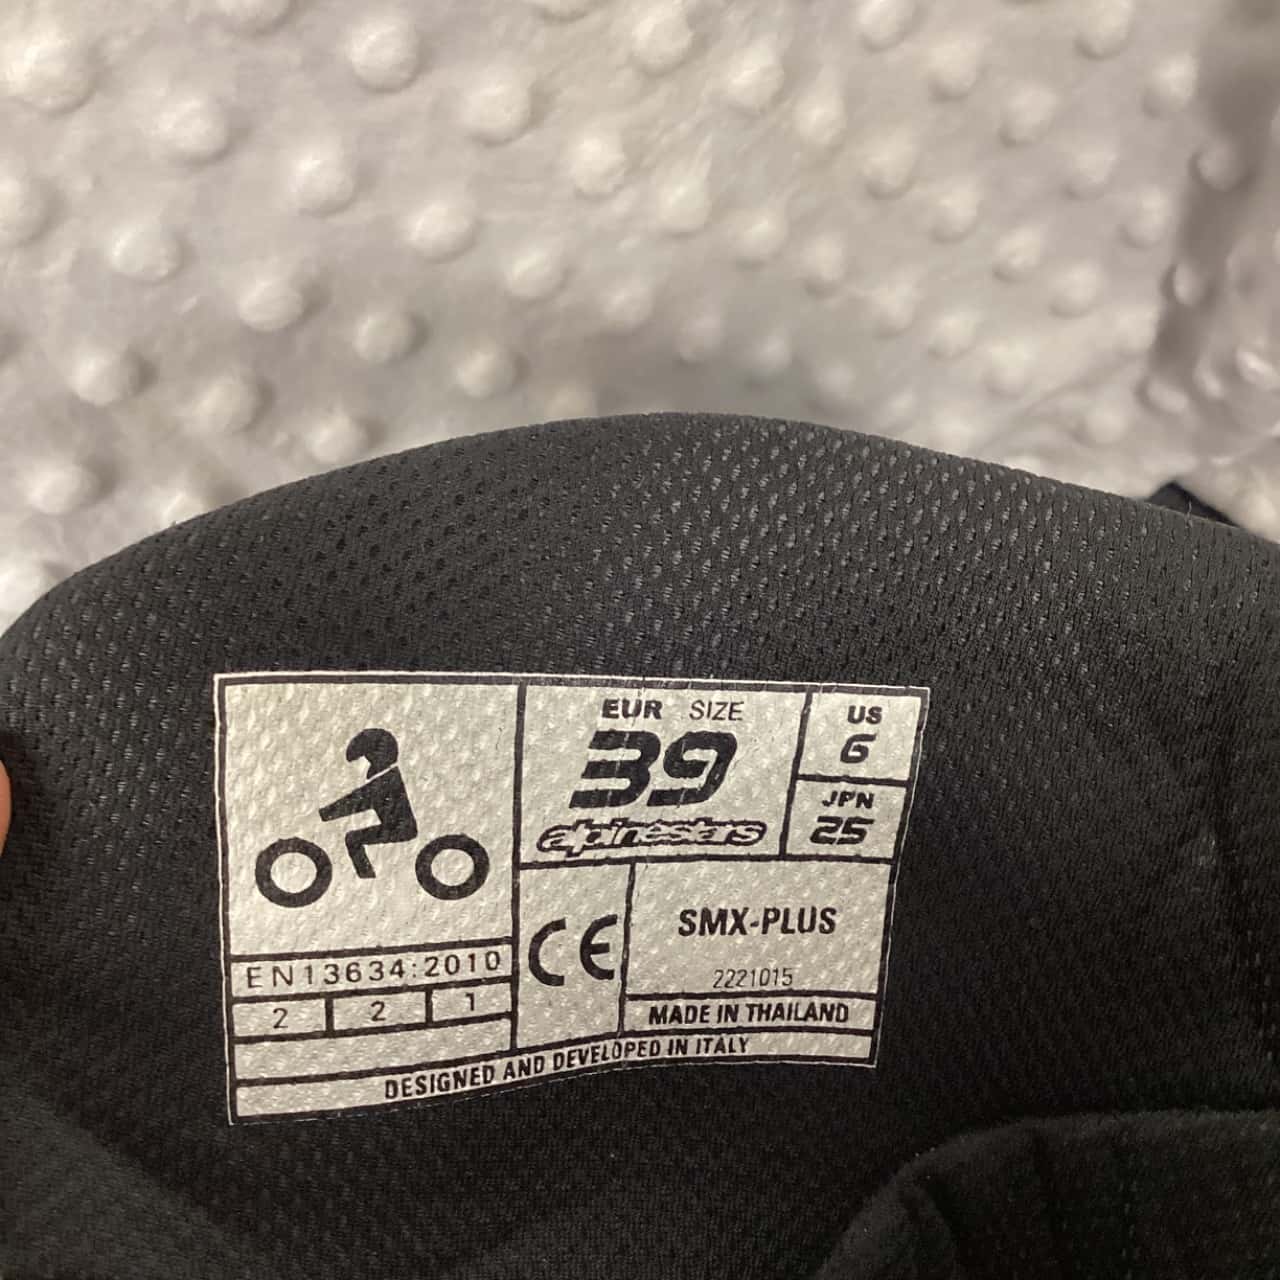 EUR SIZE
39
alpinestars
US
6
JPN
25
EN13634:2010
2 2 1
CE
SMX-PLUS
2221015
MADE IN THAILAND
DESIGNED AND DEVELOPED IN ITALY